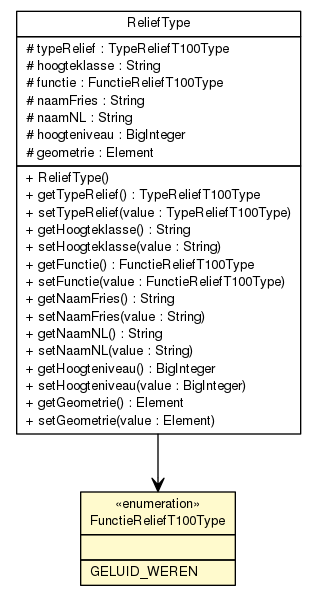 ReliefType
# typeRelief : TypeReliefT100Type
# hoogteklasse : String
# functie : FunctieReliefT100Type
# naamFries : String
# naamNL : String
# hoogteniveau : BigInteger
# geometrie : Element
+ ReliefType()
+ getTypeRelief() : TypeReliefT100Type
+ setTypeRelief(value : TypeReliefT100Type)
+ getHoogteklasse() : String
+ setHoogteklasse(value : String)
+ getFunctie() : FunctieReliefT100Type
+ setFunctie(value : FunctieReliefT100Type)
+ getNaamFries() : String
+ setNaamFries(value : String)
+ getNaamNL() : String
+ setNaamNL(value : String)
+ getHoogteniveau() : BigInteger
+ setHoogteniveau(value : BigInteger)
+ getGeometrie() : Element
+ setGeometrie(value : Element)
«enumeration»
FunctieReliefT100Type
GELUID_WEREN